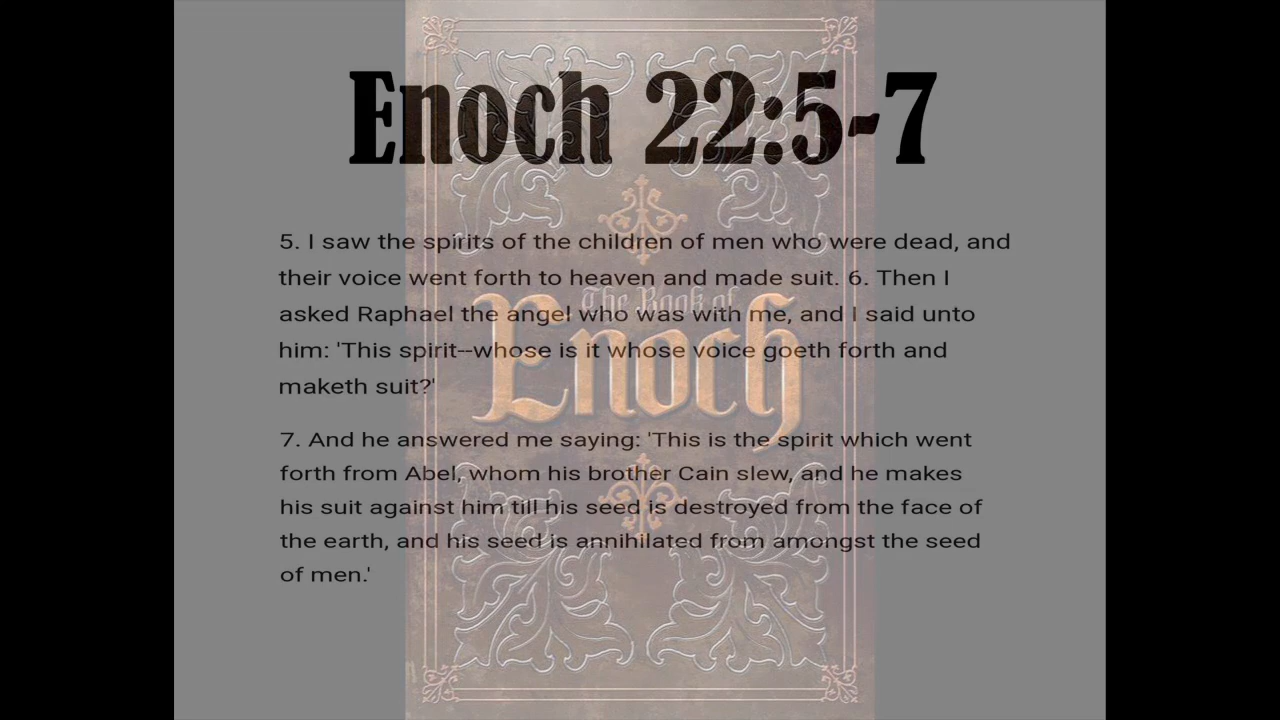 Enoch 22:5-7
5. I saw the spirits of the children of men who were dead, and
their voice went forth to heaven and made suit. 6. Then I
asked Raphael the angel who was with me, and I said unto
him: 'This spirit--whose is it whose voice goeth forth and
maketh suit?'
7. And he answered me saying: 'This is the spirit which went
forth from Abel, whom his brother Cain slew, and he makes
his suit against him till his seed is destroyed from the face of
the earth, and his seed is annihilated from amongst the seed
of men.'
The Book of
Enoch